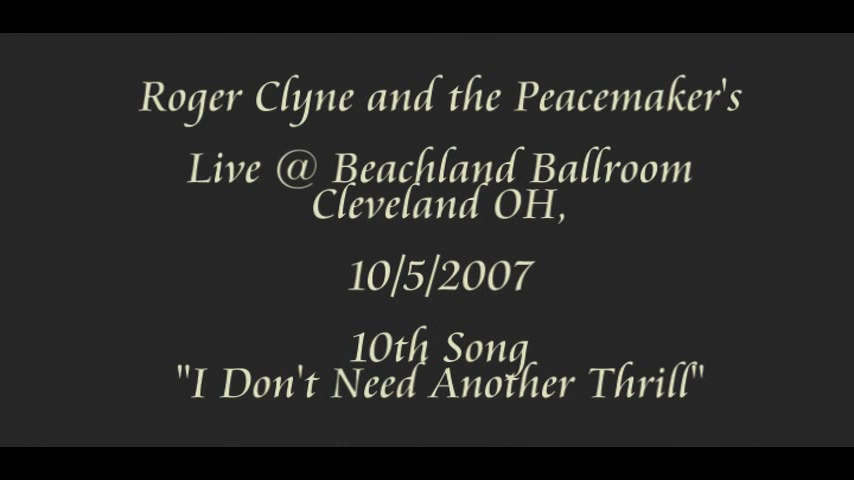 Roger Clyne and the Peacemaker's
Live @ Beachland Ballroom
Cleveland OH,
10/5/2007
10th Song
"I Don't Need Another Thrill"